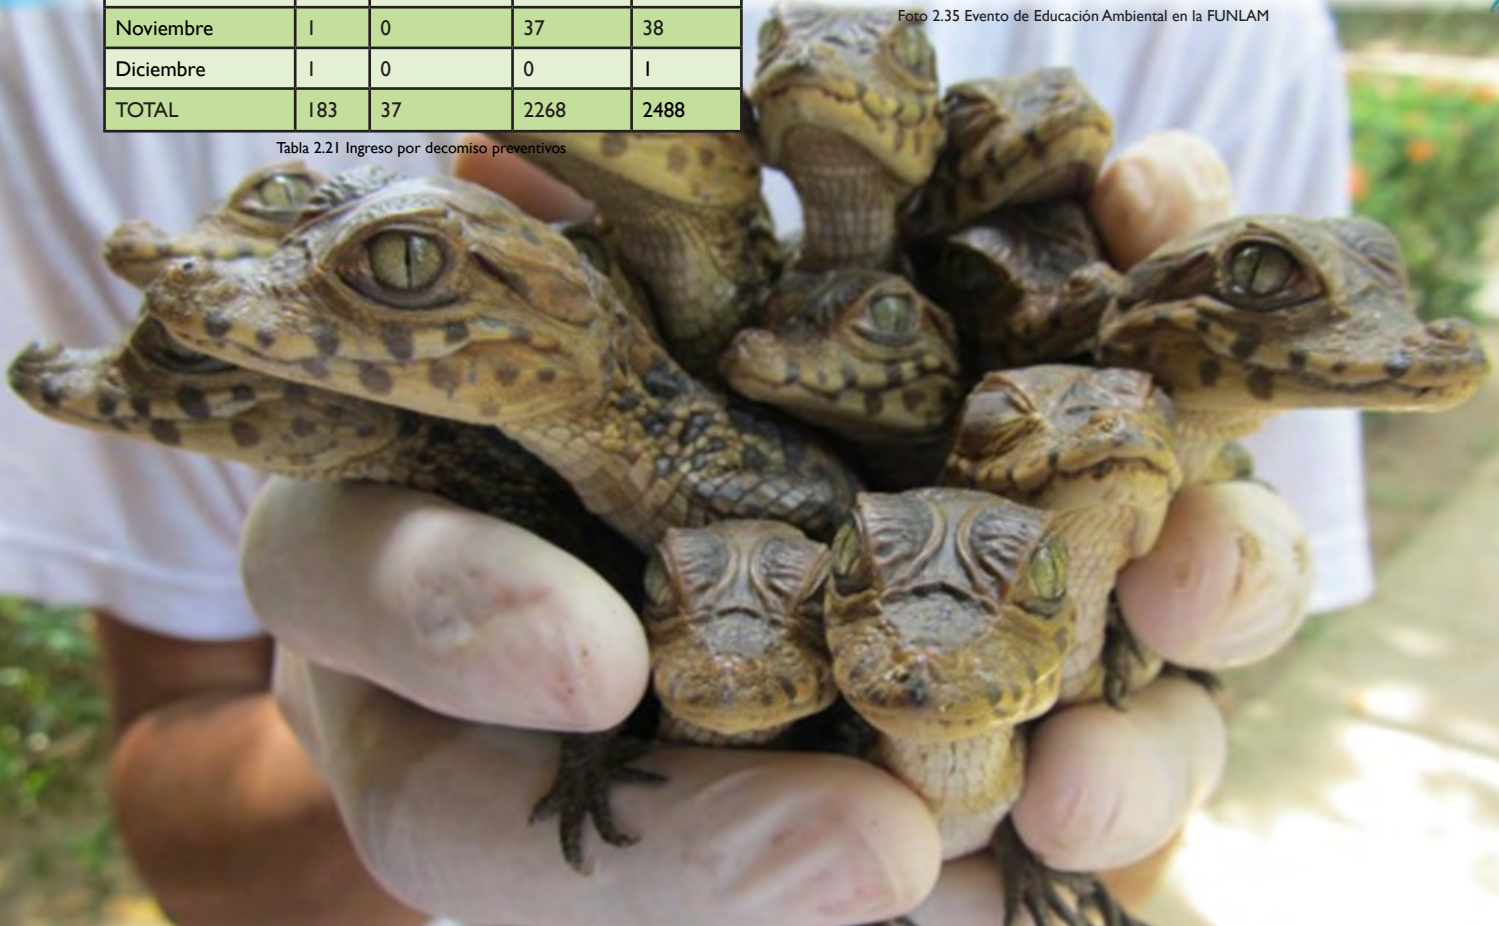 Noviembre 1 0 37 38
Diciembre 1 0 0 1
TOTAL 183 37 2268 2488
Tabla 2.21 Ingreso por decomiso preventivos
Foto 2.35 Evento de Educación Ambiental en la FUNLAM